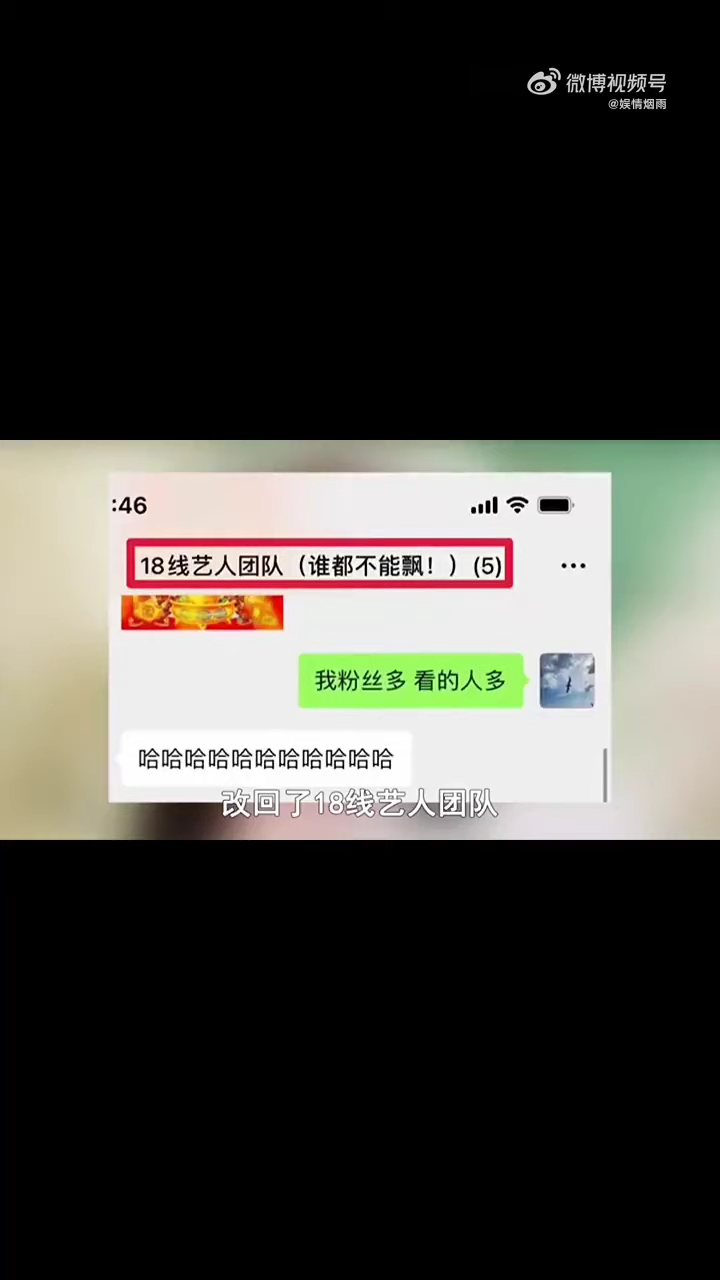 微博视频号
@娱情烟雨
:46
18线艺人团队（谁都不能飘！）(5)
我粉丝多 看的人多
哈哈哈哈哈哈哈哈哈哈哈
改回了18线艺人团队